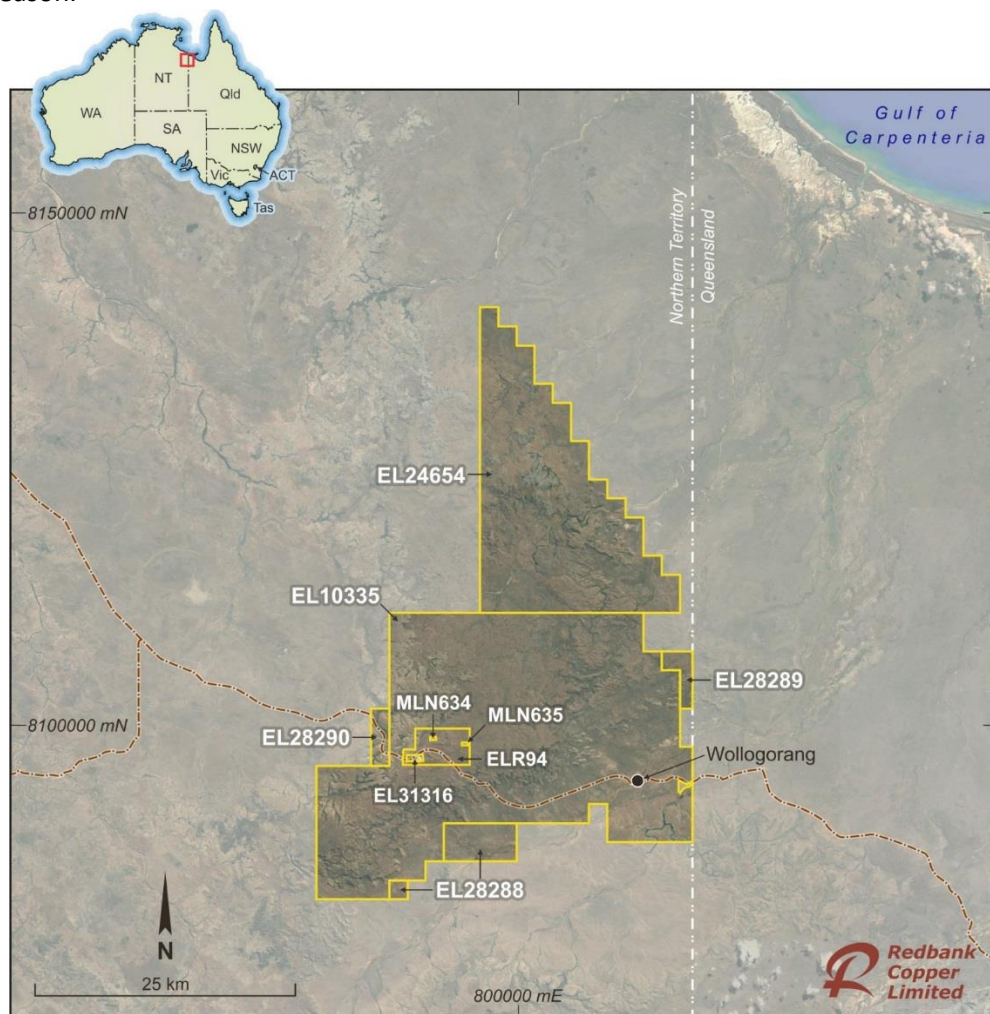 eason.
NT
WA
Qld
SA
NSW
Vic
ACT
Tas
Gulf of
Carpenteria
8150000 mN
Northern Territory
Queensland
EL24654
EL10335
EL28289
MLN634
MLN635
8100000 mN
EL28290
ELR94
Wollogorang
EL31316
EL28288
N
25 km
800000 mE
Redbank
Copper
Limited